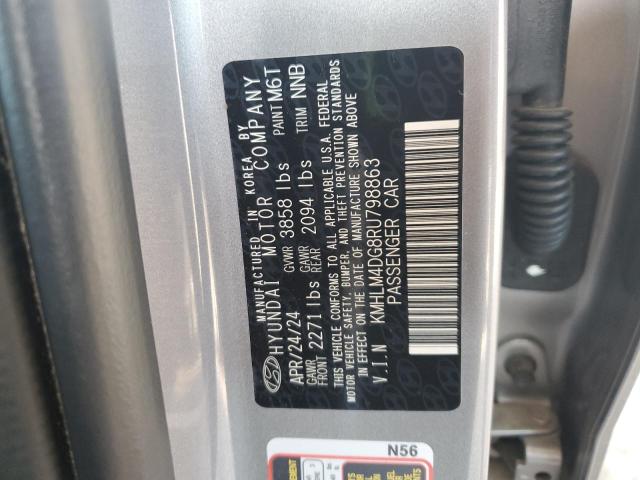 MANUFACTURED IN KOREA BY
HYUNDAI MOTOR COMPANY
APR/24/24 GVWR 3858 lbs PAINT M6T
GAWR FRONT 2271 lbs GAWR REAR 2094 lbs TRIM NNB
THIS VEHICLE CONFORMS TO ALL APPLICABLE U.S.A. FEDERAL
MOTOR VEHICLE SAFETY, BUMPER, AND THEFT PREVENTION STANDARDS
IN EFFECT ON THE DATE OF MANUFACTURE SHOWN ABOVE
V.I.N KMHLM4DG8RU798863
PASSENGER CAR
N56